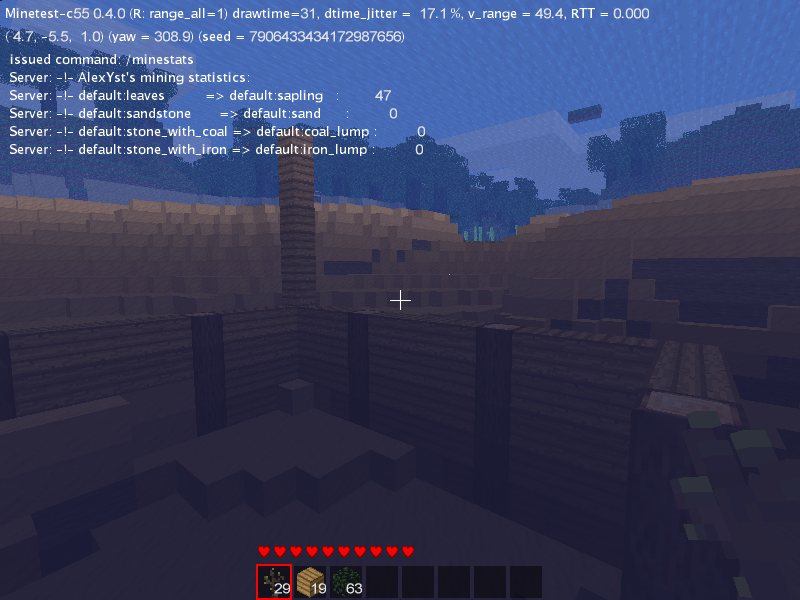 Minetest-c55 0.4.0 (R: range_all=1) drawtime=31, dtime_jitter = 17.1 %, v_range = 49.4, RTT = 0.000
( 4.7, -5.5, 1.0) (yaw = 308.9) (seed = 7906433434172987656)
issued command: /minestats
Server: -!- AlexYst's mining statistics:
Server: -!- default:leaves => default:sapling : 47
Server: -!- default:sandstone => default:sand : 0
Server: -!- default:stone_with_coal => default:coal_lump : 0
Server: -!- default:stone_with_iron => default:iron_lump : 0
29 19 63